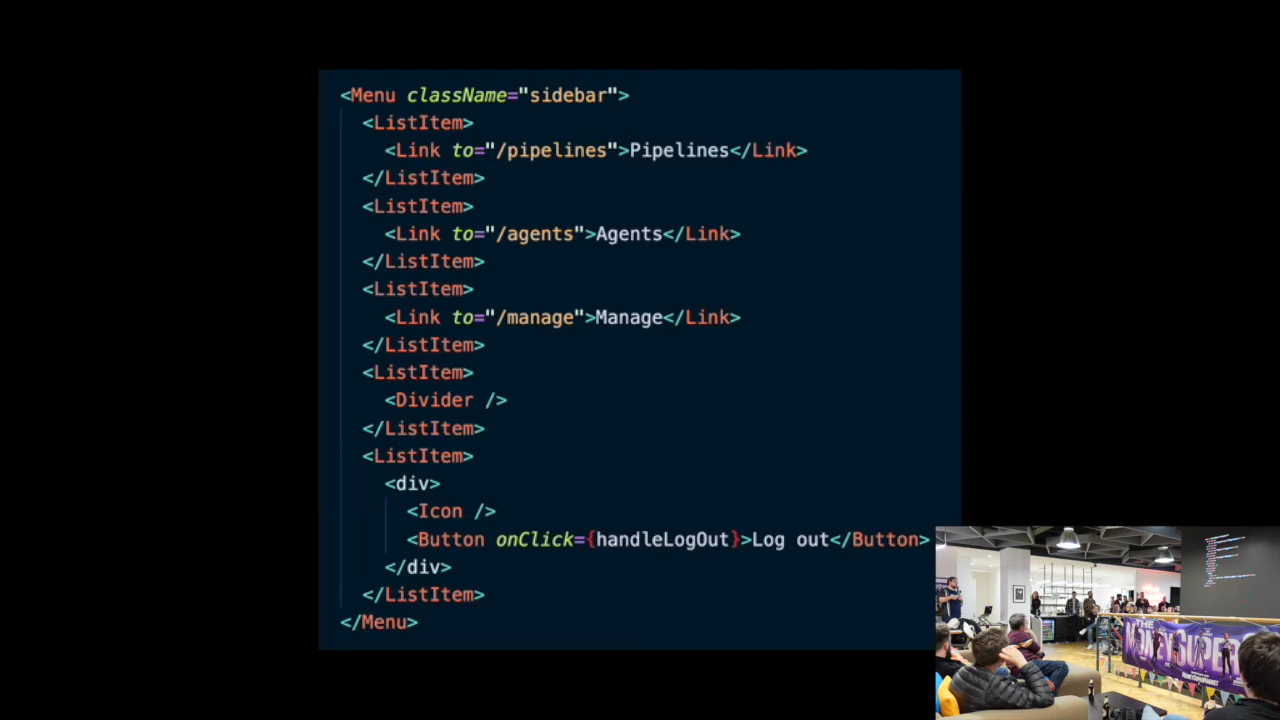 <Menu className="sidebar">
<ListItem>
<Link to="/pipelines">Pipelines</Link>
</ListItem>
<ListItem>
<Link to="/agents">Agents</Link>
</ListItem>
<ListItem>
<Link to="/manage">Manage</Link>
</ListItem>
<ListItem>
<Divider />
</ListItem>
<ListItem>
<div>
<Icon />
<Button onClick={handleLogOut}>Log out</Button>
</div>
</ListItem>
</Menu>
THE